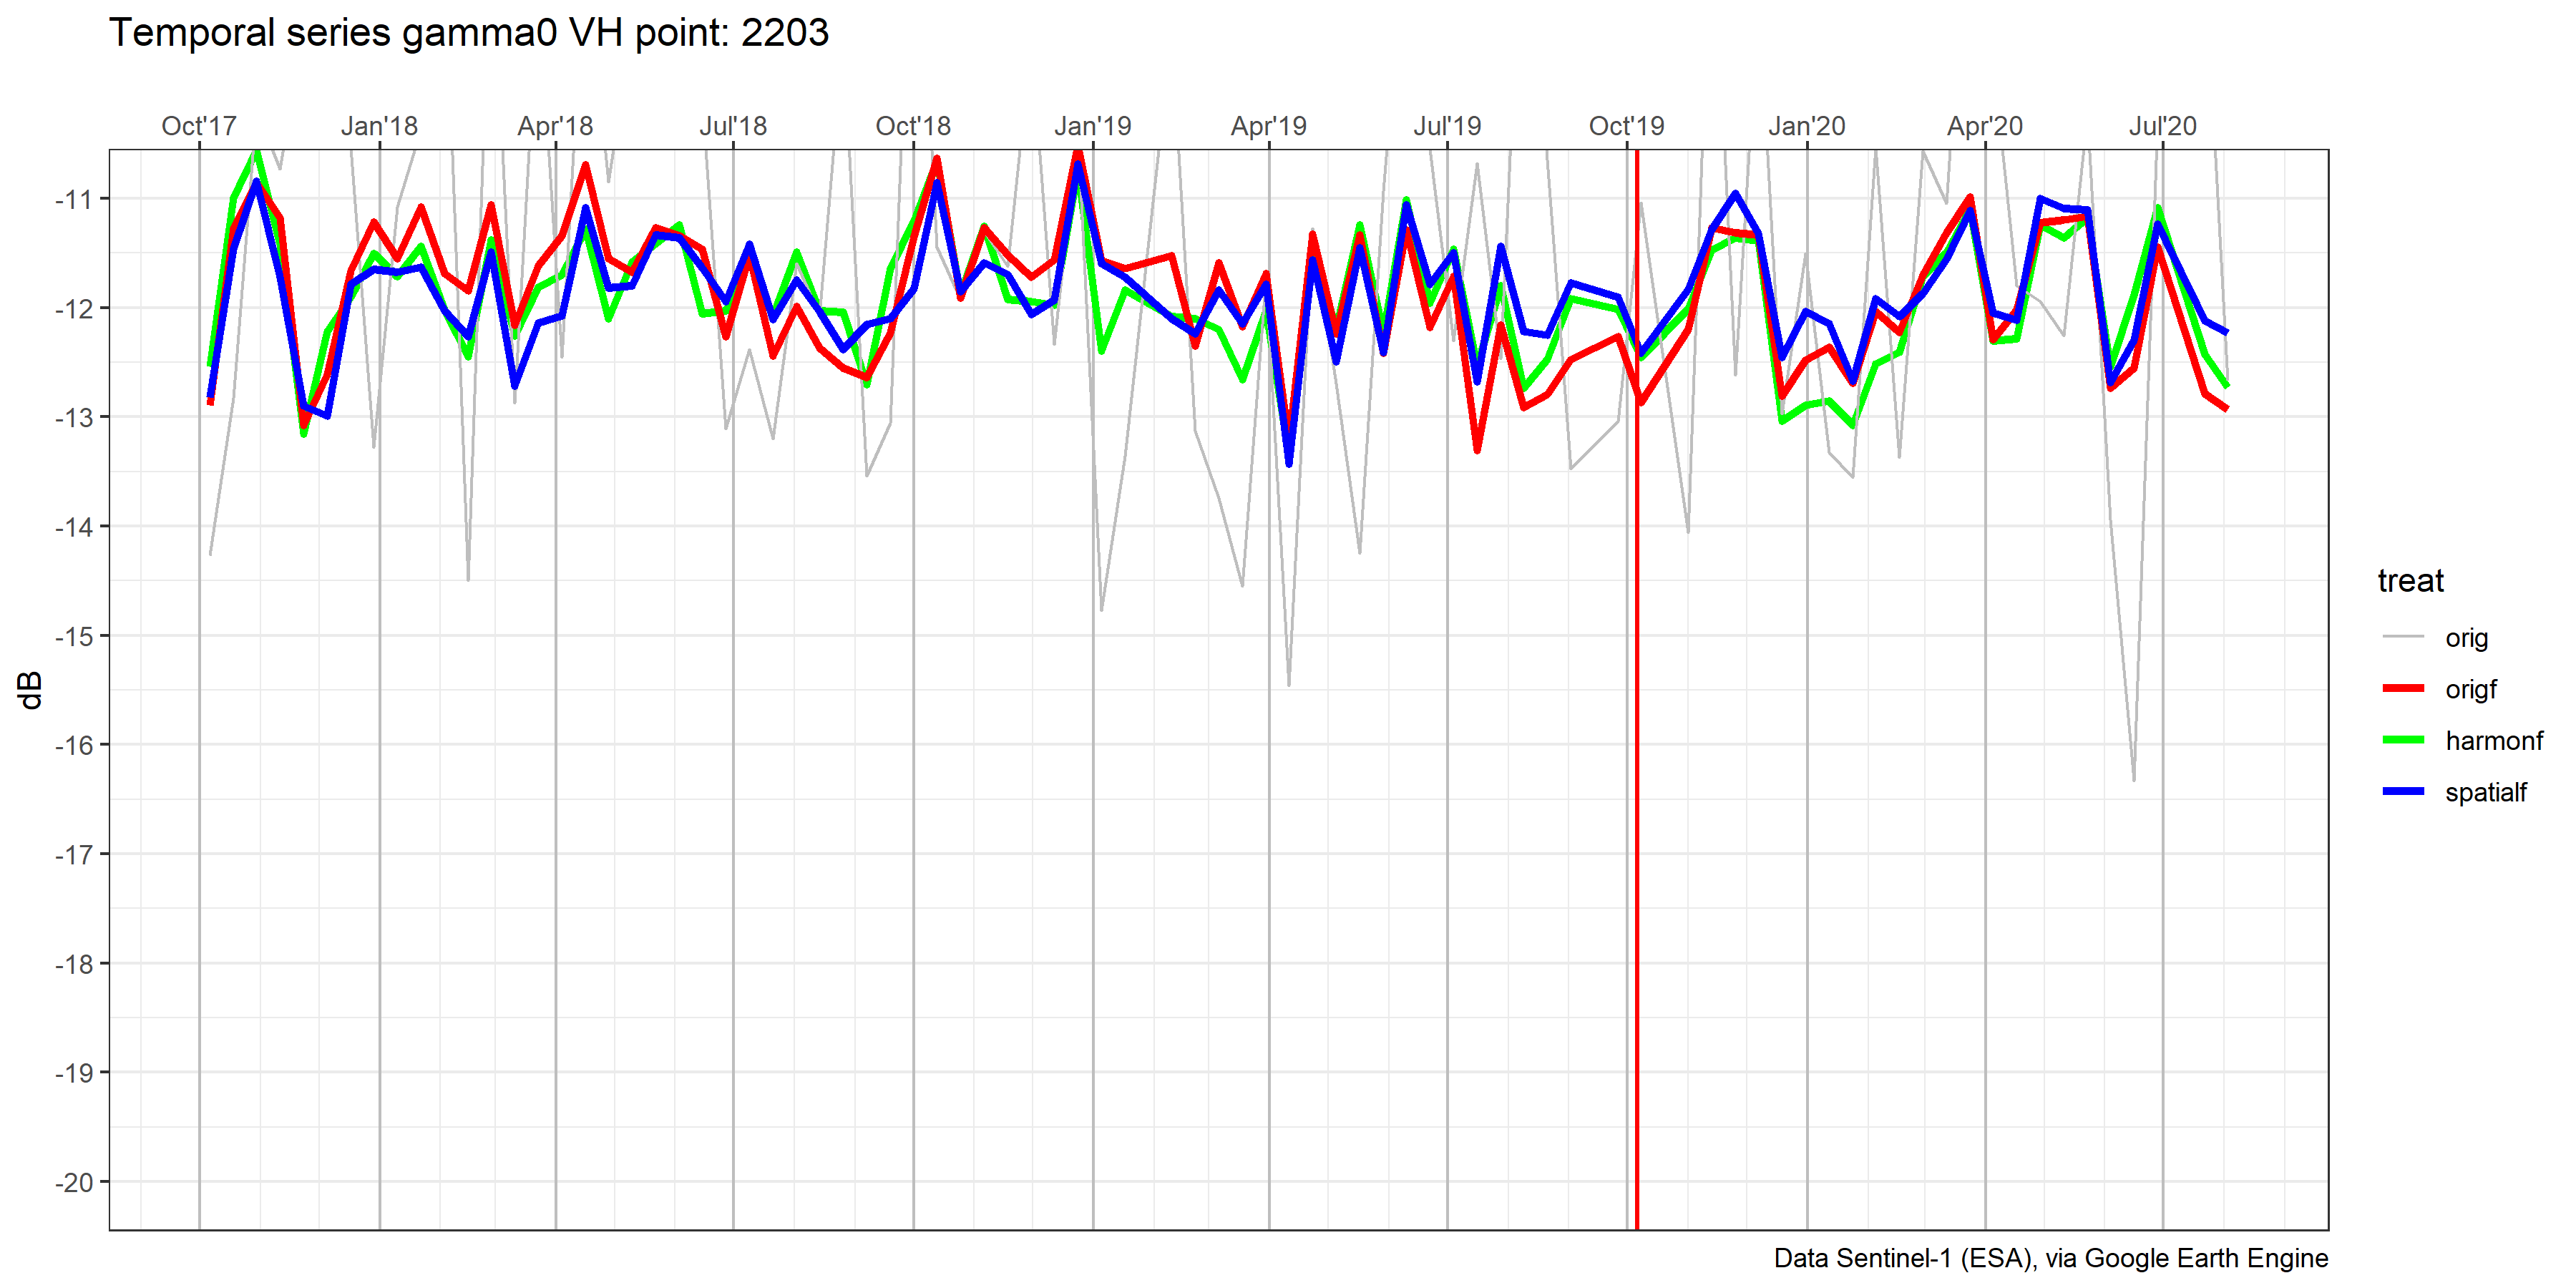 Temporal series gamma0 VH point: 2203
Oct'17 Jan'18 Apr'18 Jul'18 Oct'18 Jan'19 Apr'19 Jul'19 Oct'19 Jan'20 Apr'20 Jul'20
-11
-12
-13
-14
-15
-16
-17
-18
-19
-20
dB
treat
orig
origf
harmonf
spatialf
Data Sentinel-1 (ESA), via Google Earth Engine